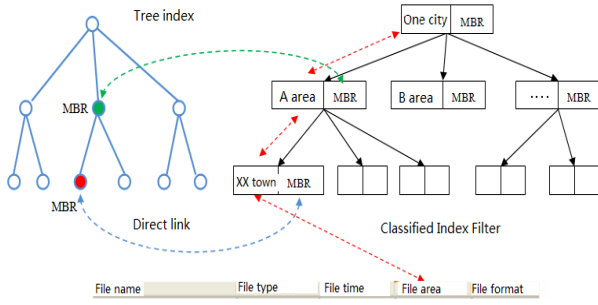 Tree index
One city MBR
MBR
A area MBR
B area MBR
.... MBR
XX town MBR
MBR
Direct link
Classified Index Filter
File name File type File time File area File format